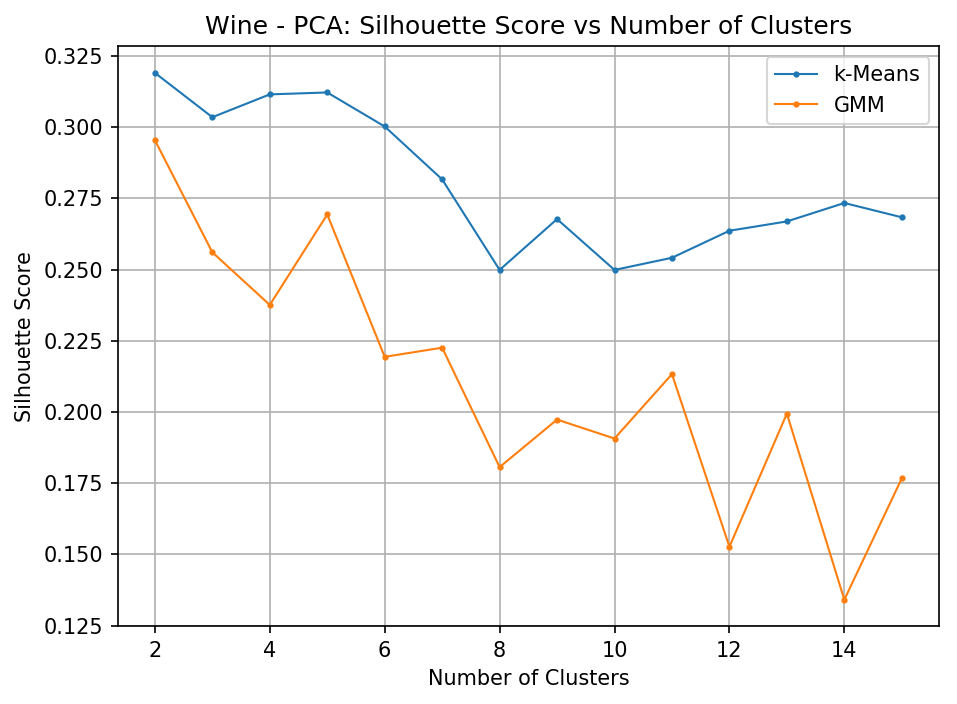 Wine - PCA: Silhouette Score vs Number of Clusters
k-Means
GMM
Silhouette Score
0.325
0.300
0.275
0.250
0.225
0.200
0.175
0.150
0.125
2 4 6 8 10 12 14
Number of Clusters